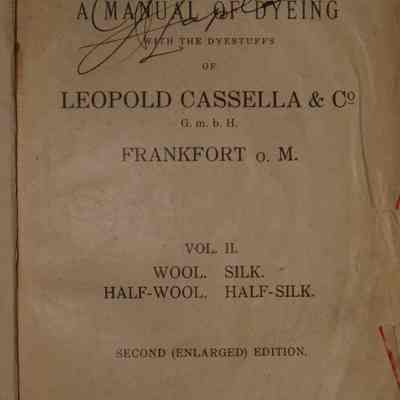 A MANUAL OF DYEING
WITH THE DYESTUFFS
OF
LEOPOLD CASSELLA & Cº
G. m. b. H.
FRANKFORT O. M.
VOL. II.
WOOL. SILK.
HALF-WOOL. HALF-SILK.
SECOND (ENLARGED) EDITION.